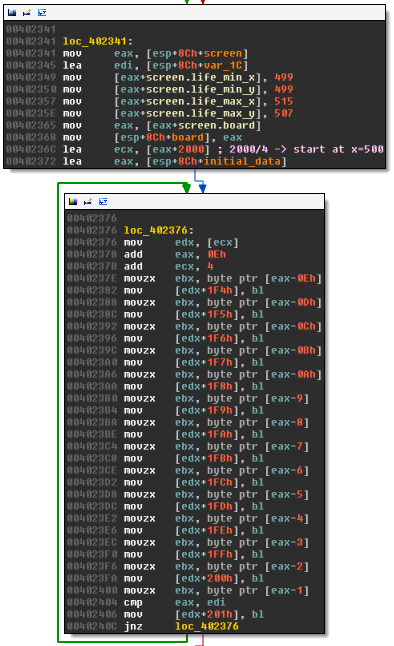 00402341
00402341 loc_402341:
00402341 mov eax, [esp+8Ch+screen]
00402345 lea edi, [esp+8Ch+var_1C]
00402349 mov [eax+screen.life_min_x], 499
00402350 mov [eax+screen.life_min_y], 499
00402357 mov [eax+screen.life_max_x], 515
0040235E mov [eax+screen.life_max_y], 507
00402365 mov eax, [eax+screen.board]
00402368 mov [esp+8Ch+board], eax
0040236C lea ecx, [eax+2000] ; 2000/4 -> start at x=500
00402372 lea eax, [esp+8Ch+initial_data]
00402376
00402376 loc_402376:
00402376 mov edx, [ecx]
00402378 add eax, 0Eh
0040237B add ecx, 4
0040237E movzx ebx, byte ptr [eax-0Eh]
00402382 mov [edx+1F4h], bl
00402388 movzx ebx, byte ptr [eax-0Dh]
0040238C mov [edx+1F5h], bl
00402392 movzx ebx, byte ptr [eax-0Ch]
00402396 mov [edx+1F6h], bl
0040239C movzx ebx, byte ptr [eax-0Bh]
004023A0 mov [edx+1F7h], bl
004023A6 movzx ebx, byte ptr [eax-0Ah]
004023AA mov [edx+1F8h], bl
004023B0 movzx ebx, byte ptr [eax-9]
004023B4 mov [edx+1F9h], bl
004023BA movzx ebx, byte ptr [eax-8]
004023BE mov [edx+1FAh], bl
004023C4 movzx ebx, byte ptr [eax-7]
004023C8 mov [edx+1FBh], bl
004023CE movzx ebx, byte ptr [eax-6]
004023D2 mov [edx+1FCh], bl
004023D8 movzx ebx, byte ptr [eax-5]
004023DC mov [edx+1FDh], bl
004023E2 movzx ebx, byte ptr [eax-4]
004023E6 mov [edx+1FEh], bl
004023EC movzx ebx, byte ptr [eax-3]
004023F0 mov [edx+1FFh], bl
004023F6 movzx ebx, byte ptr [eax-2]
004023FA mov [edx+200h], bl
00402400 movzx ebx, byte ptr [eax-1]
00402404 cmp eax, edi
00402406 mov [edx+201h], bl
0040240C jnz loc_402376